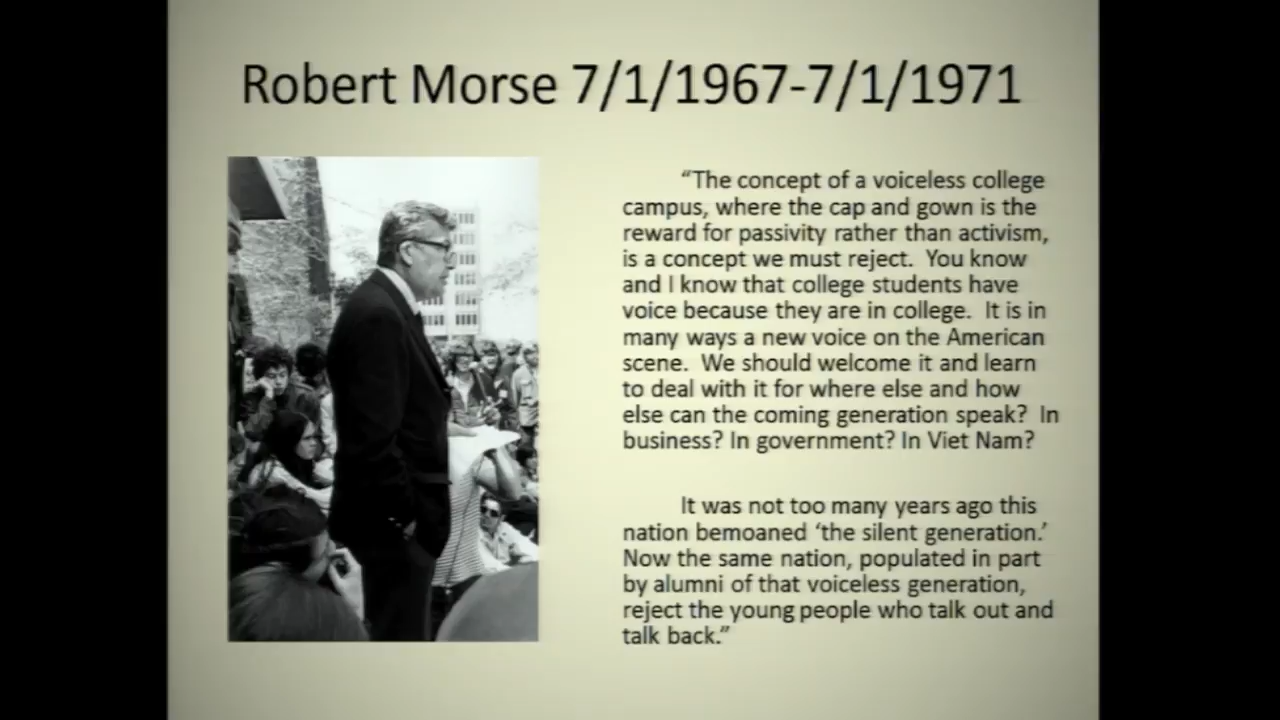 Robert Morse 7/1/1967-7/1/1971
“The concept of a voiceless college
campus, where the cap and gown is the
reward for passivity rather than activism,
is a concept we must reject.  You know
and I know that college students have
voice because they are in college.  It is in
many ways a new voice on the American
scene.  We should welcome it and learn
to deal with it for where else and how
else can the coming generation speak?  In
business? In government? In Viet Nam?
It was not too many years ago this
nation bemoaned ‘the silent generation.’
Now the same nation, populated in part
by alumni of that voiceless generation,
reject the young people who talk out and
talk back.”